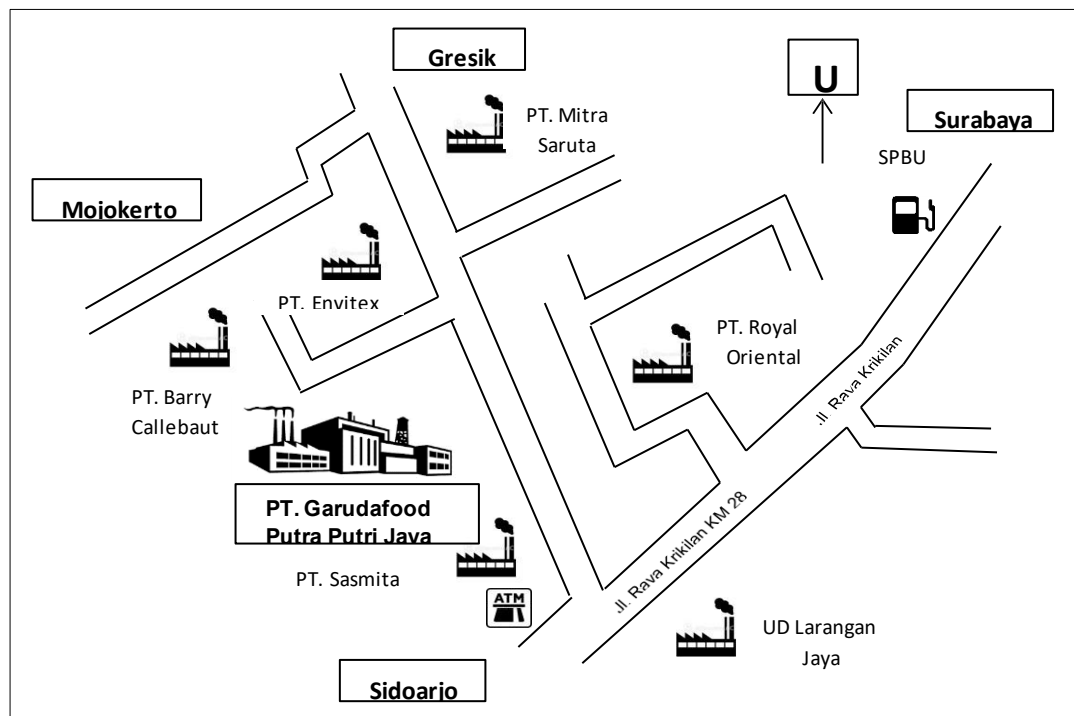 Gresik
U
PT. Mitra
Saruta
Surabaya
SPBU
Mojokerto
PT. Envitex
PT. Royal
Oriental
Jl. Raya Krikilan
PT. Barry
Callebaut
PT. Garudafood
Putra Putri Jaya
Jl. Raya Krikilan KM 28
PT. Sasmita
ATM
UD Larangan
Jaya
Sidoarjo